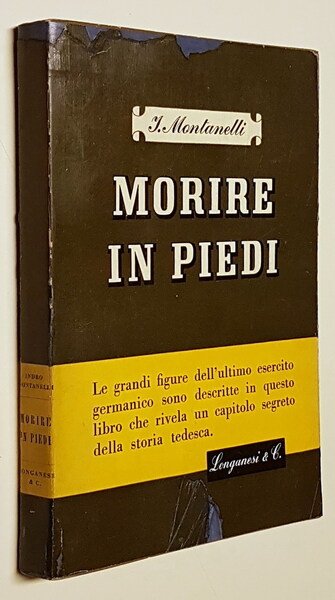 I. Montanelli
MORIRE
IN PIEDI
Le grandi figure dell'ultimo esercito
germanico sono descritte in questo
libro che rivela un capitolo segreto
della storia tedesca.
Longanesi & C.
INDRO
MONTANELLI
MORIRE
IN PIEDI
LONGANESI
& C.